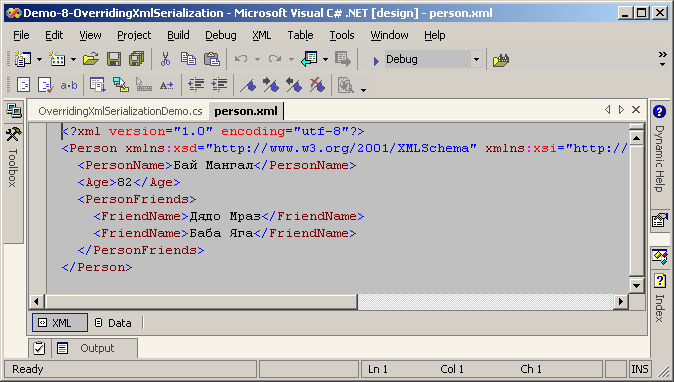 Demo-8-OverridingXmlSerialization - Microsoft Visual C# .NET [design] - person.xml
File Edit View Project Build Debug XML Table Tools Window Help
Debug
OverridingXmlSerializationDemo.cs person.xml
Toolbox
<?xml version="1.0" encoding="utf-8"?>
<Person xmlns:xsd="http://www.w3.org/2001/XMLSchema" xmlns:xsi="http://
<PersonName>Бай Мангал</PersonName>
<Age>82</Age>
<PersonFriends>
<FriendName>Дядо Мраз</FriendName>
<FriendName>Баба Яга</FriendName>
</PersonFriends>
</Person>
Dynamic Help
Index
XML Data
Output
Ready Ln 1 Col 1 Ch 1 INS